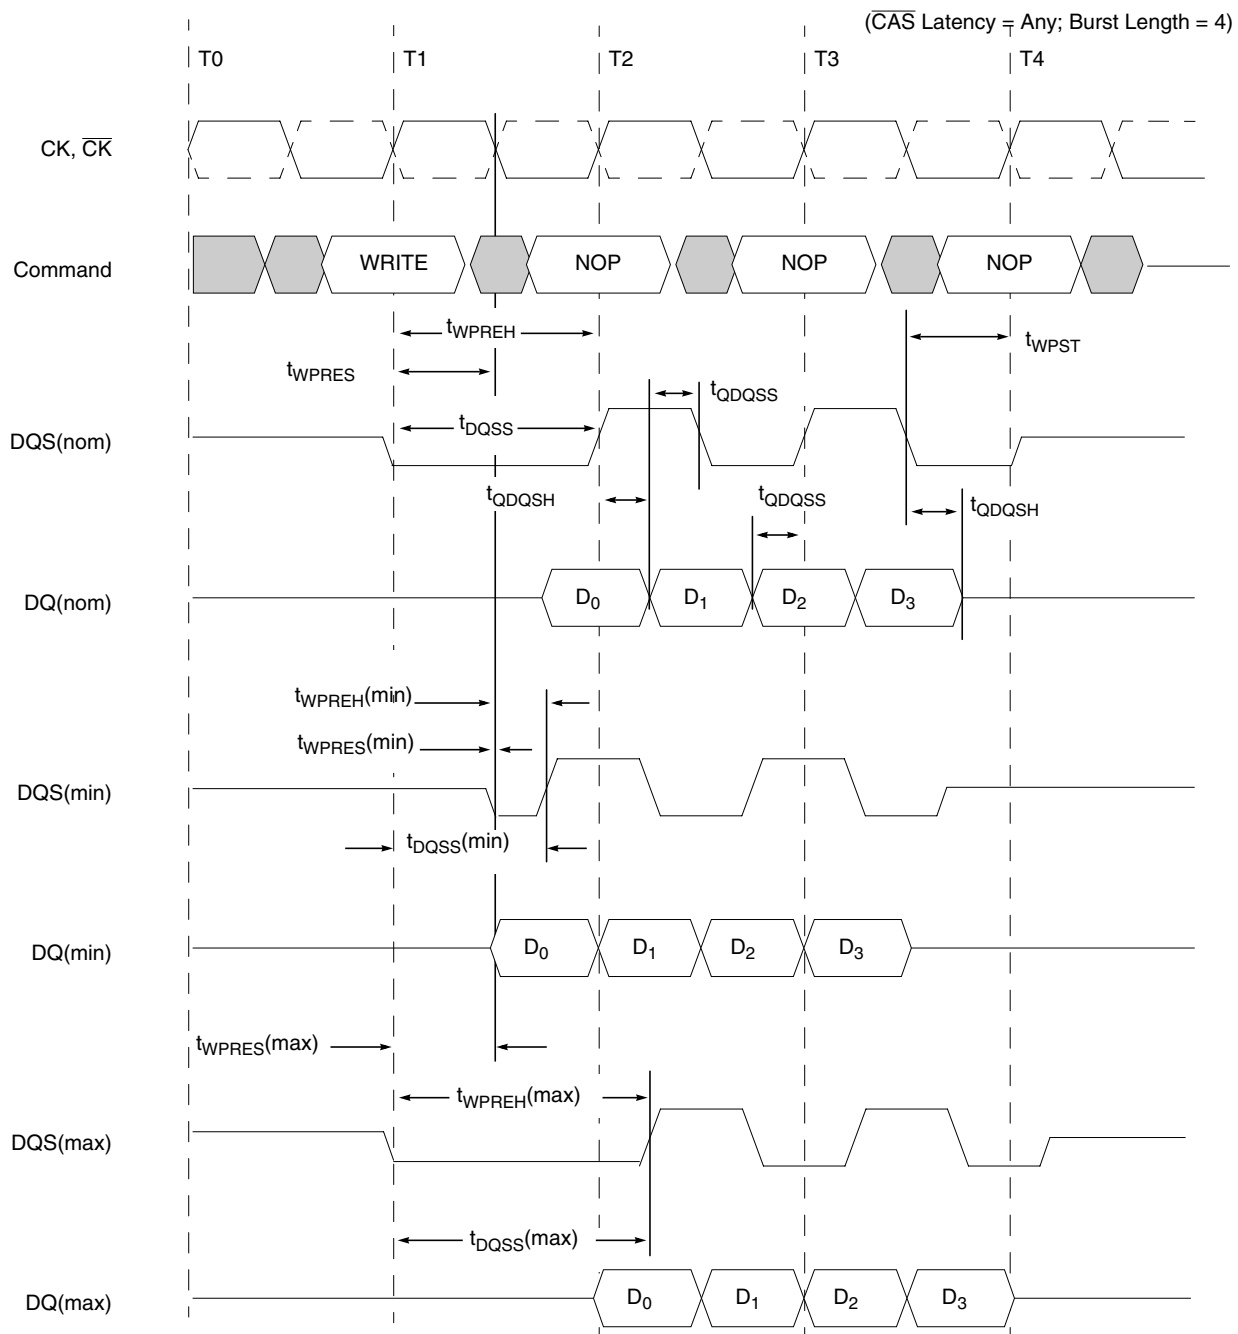 (C̅A̅S̅ Latency = Any; Burst Length = 4)
T0 T1 T2 T3 T4
CK, C̅K̅
Command WRITE NOP NOP NOP
tWPREH tWPST
tWPRES tQDQSS
DQS(nom) tDQSS
tQDQSH tQDQSS tQDQSH
DQ(nom) D0 D1 D2 D3
tWPREH(min)
tWPRES(min)
DQS(min)
tDQSS(min)
DQ(min) D0 D1 D2 D3
tWPRES(max)
tWPREH(max)
DQS(max)
tDQSS(max)
DQ(max) D0 D1 D2 D3